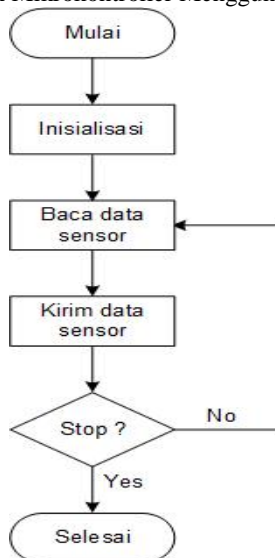 Mulai
Inisialisasi
Baca data
sensor
Kirim data
sensor
Stop ?
No
Yes
Selesai